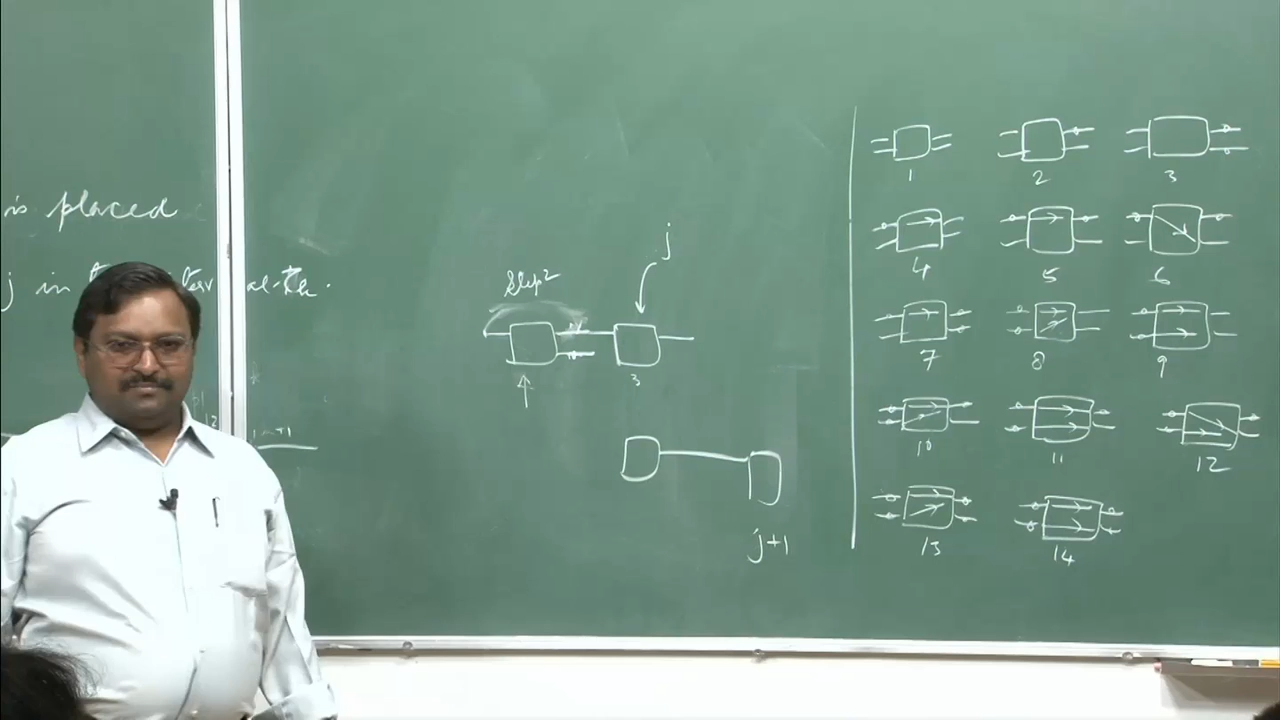 is placed
j in
Step 2
j
3
j+1
1 2 3
4 5 6
7 8 9
10 11 12
13 14